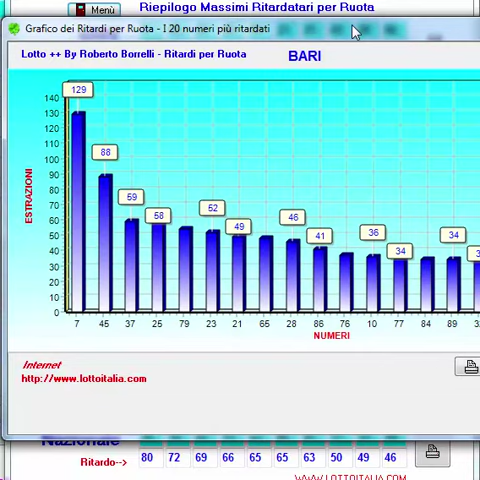 Menù
Riepilogo Massimi Ritardatari per Ruota
Grafico dei Ritardi per Ruota - I 20 numeri più ritardati
Lotto ++ By Roberto Borrelli - Ritardi per Ruota
BARI
129
88
59
58
52
49
46
41
36
34
34
140
130
120
110
100
90
80
70
60
50
40
30
20
10
0
ESTRAZIONI
7 45 37 25 79 23 21 65 28 86 76 10 77 84 89
NUMERI
Internet
http://www.lottoitalia.com
Nazionale
Ritardo--> 80 72 69 66 65 65 63 50 49 46
WWW.LOTTOITALIA.COM